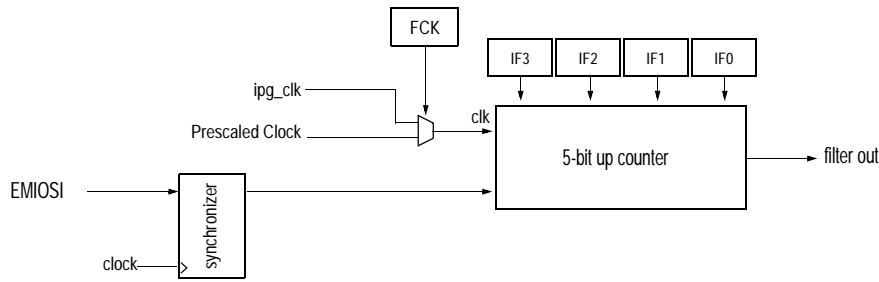 FCK
IF3 IF2 IF1 IF0
ipg_clk
clk
Prescaled Clock
5-bit up counter
filter out
EMIOSI
synchronizer
clock